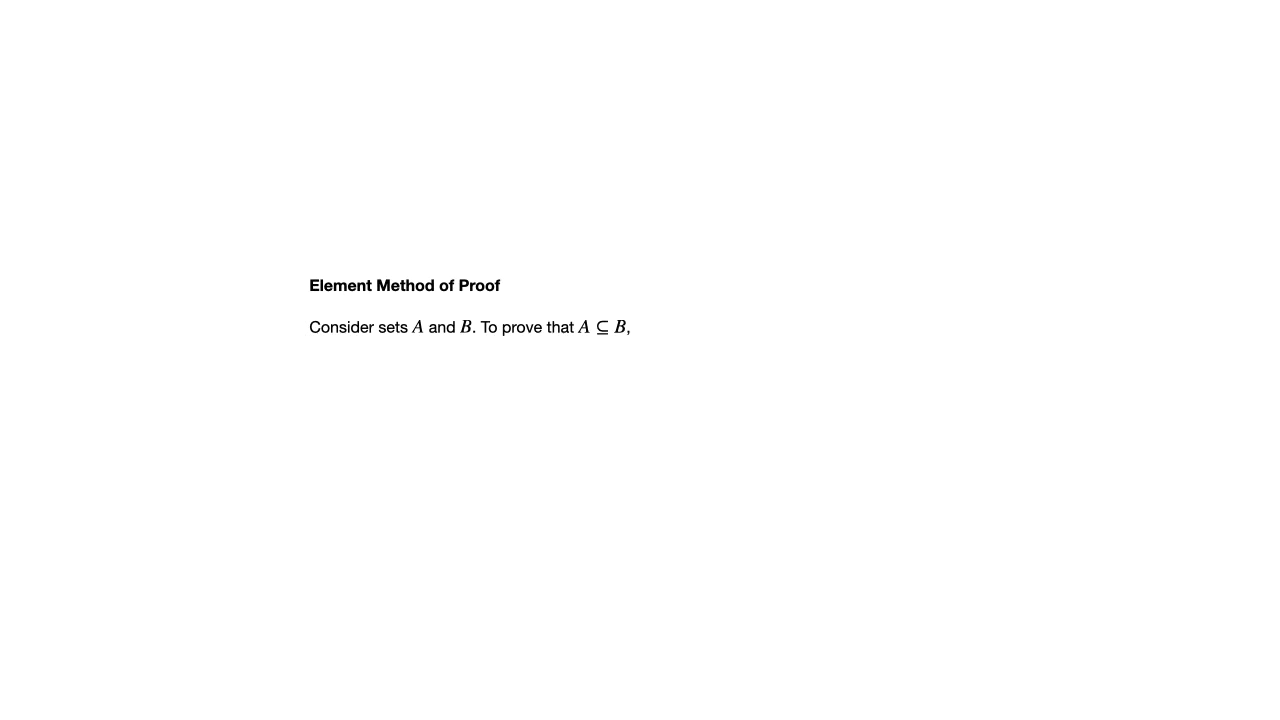 Element Method of Proof
Consider sets A and B. To prove that A ⊆ B,